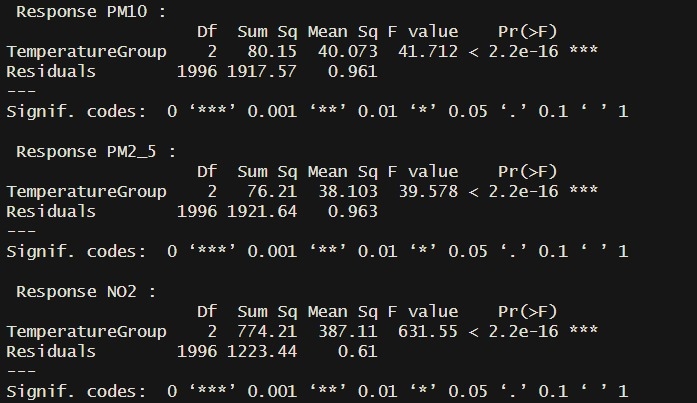 Response PM10 :
Df Sum Sq Mean Sq F value Pr(>F)
TemperatureGroup 2 80.15 40.073 41.712 < 2.2e-16 ***
Residuals 1996 1917.57 0.961
---
Signif. codes: 0 ‘***’ 0.001 ‘**’ 0.01 ‘*’ 0.05 ‘.’ 0.1 ‘ ’ 1
Response PM2_5 :
Df Sum Sq Mean Sq F value Pr(>F)
TemperatureGroup 2 76.21 38.103 39.578 < 2.2e-16 ***
Residuals 1996 1921.64 0.963
---
Signif. codes: 0 ‘***’ 0.001 ‘**’ 0.01 ‘*’ 0.05 ‘.’ 0.1 ‘ ’ 1
Response NO2 :
Df Sum Sq Mean Sq F value Pr(>F)
TemperatureGroup 2 774.21 387.11 631.55 < 2.2e-16 ***
Residuals 1996 1223.44 0.61
---
Signif. codes: 0 ‘***’ 0.001 ‘**’ 0.01 ‘*’ 0.05 ‘.’ 0.1 ‘ ’ 1